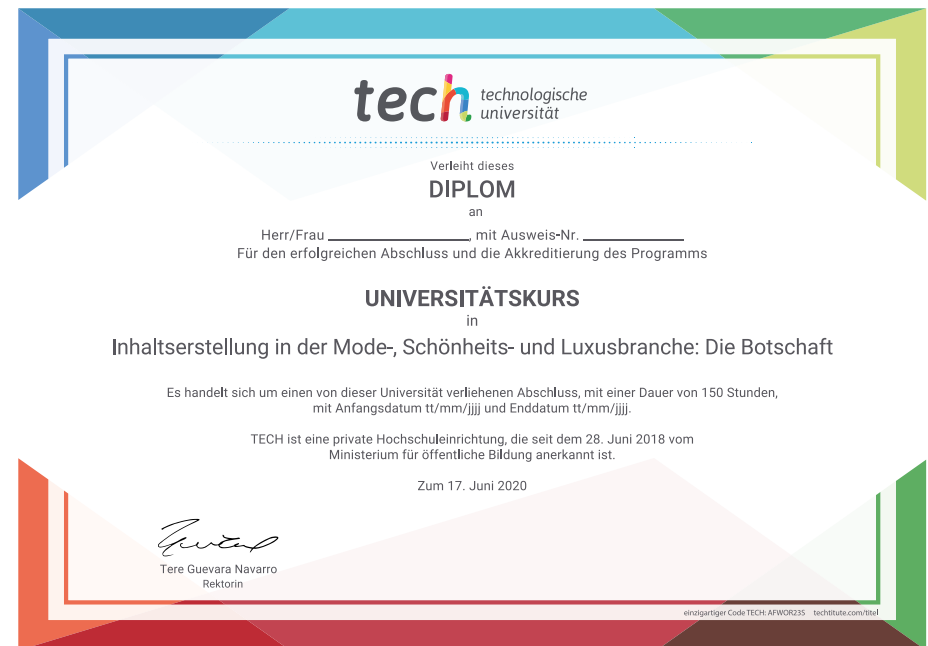 tech technologische
universität
Verleiht dieses
DIPLOM
an
Herr/Frau ________________, mit Ausweis-Nr. ______________
Für den erfolgreichen Abschluss und die Akkreditierung des Programms
UNIVERSITÄTSKURS
in
Inhaltserstellung in der Mode-, Schönheits- und Luxusbranche: Die Botschaft
Es handelt sich um einen von dieser Universität verliehenen Abschluss, mit einer Dauer von 150 Stunden,
mit Anfangsdatum tt/mm/jjjj und Enddatum tt/mm/jjjj.
TECH ist eine private Hochschuleinrichtung, die seit dem 28. Juni 2018 vom
Ministerium für öffentliche Bildung anerkannt ist.
Zum 17. Juni 2020
Tere Guevara Navarro
Rektorin
einzigartiger Code TECH: AFWOR235 techtitute.com/titel